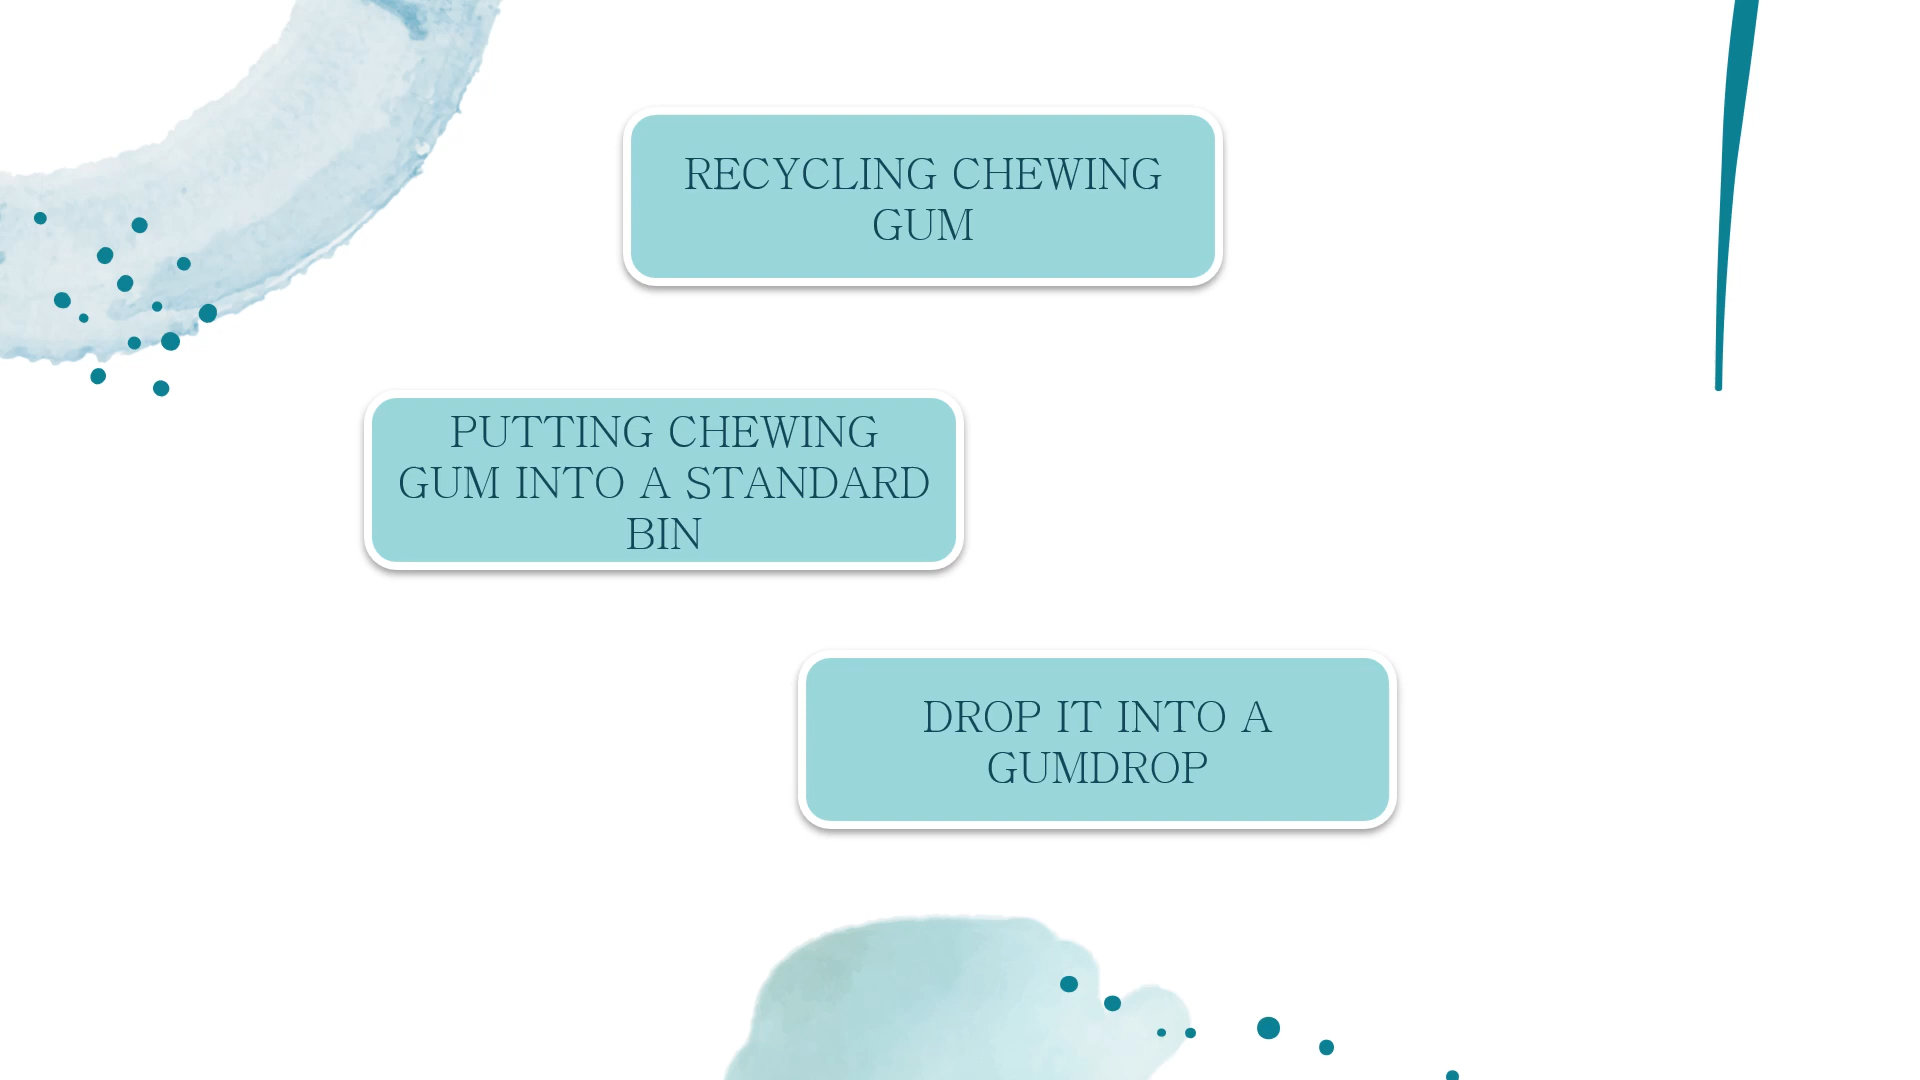 RECYCLING CHEWING
GUM
PUTTING CHEWING
GUM INTO A STANDARD
BIN
DROP IT INTO A
GUMDROP